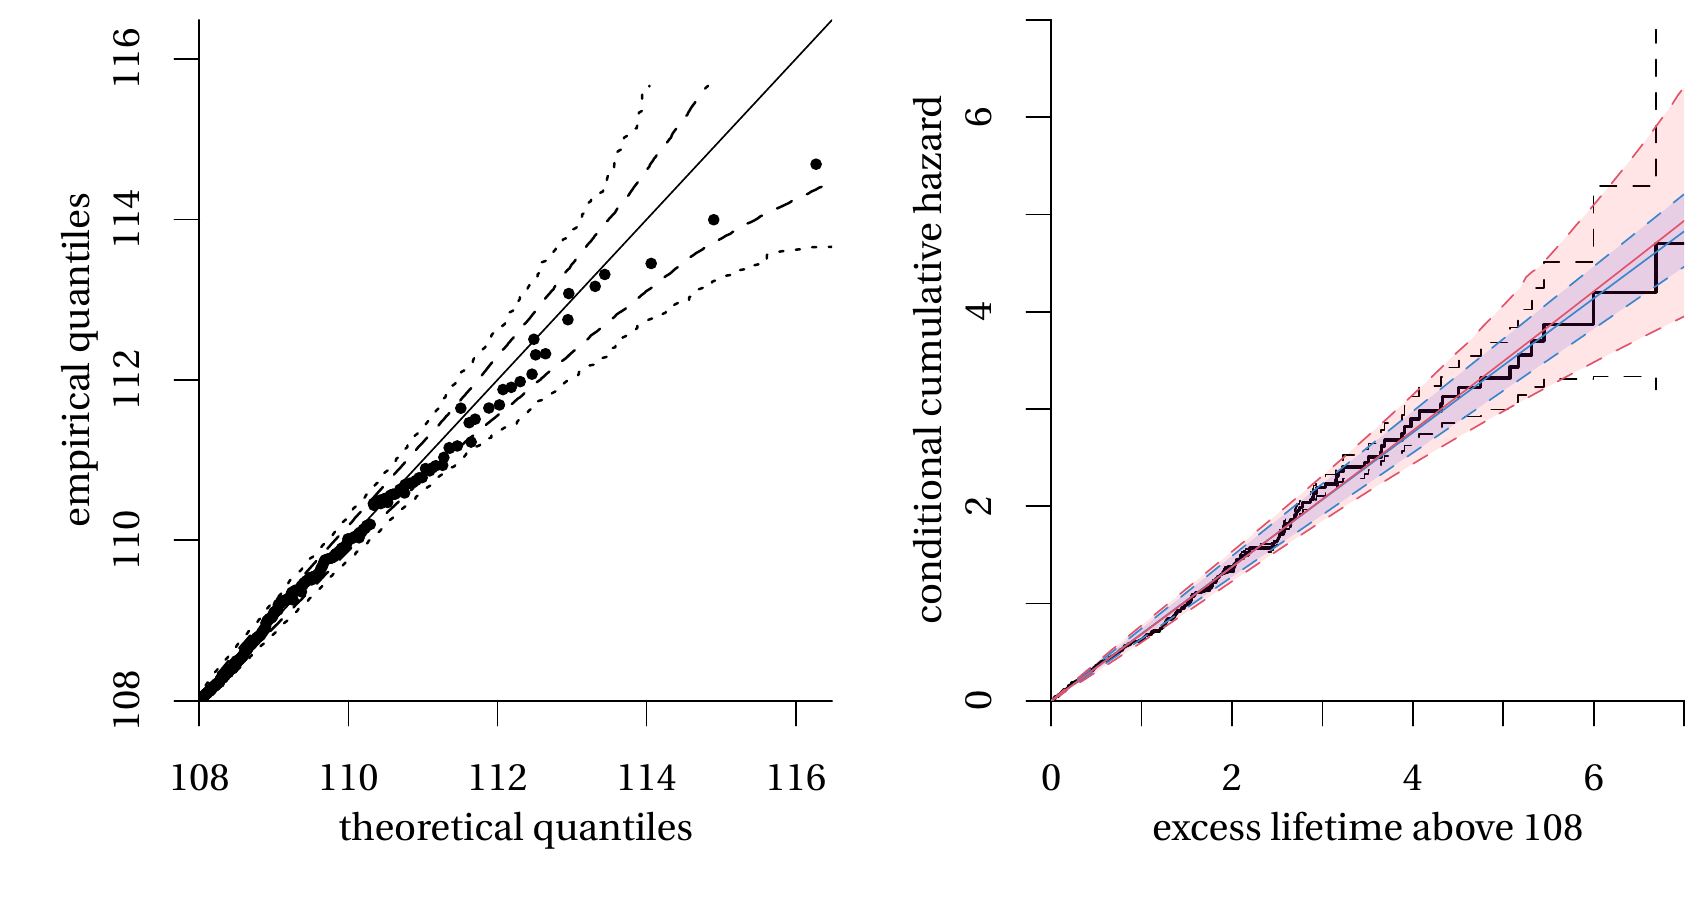 empirical quantiles
108
110
112
114
116
108 110 112 114 116
theoretical quantiles
conditional cumulative hazard
0
2
4
6
0 2 4 6
excess lifetime above 108